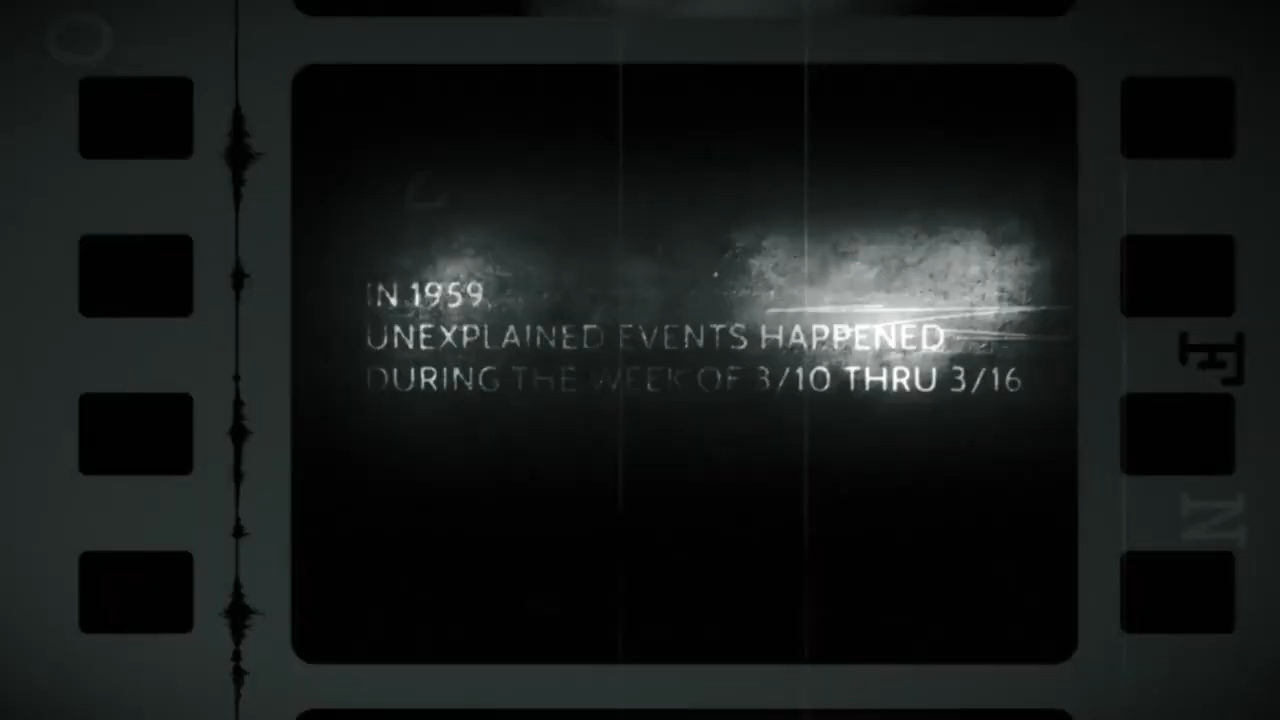 IN 1959,
UNEXPLAINED EVENTS HAPPENED
DURING THE WEEK OF 3/10 THRU 3/16
F
N
O